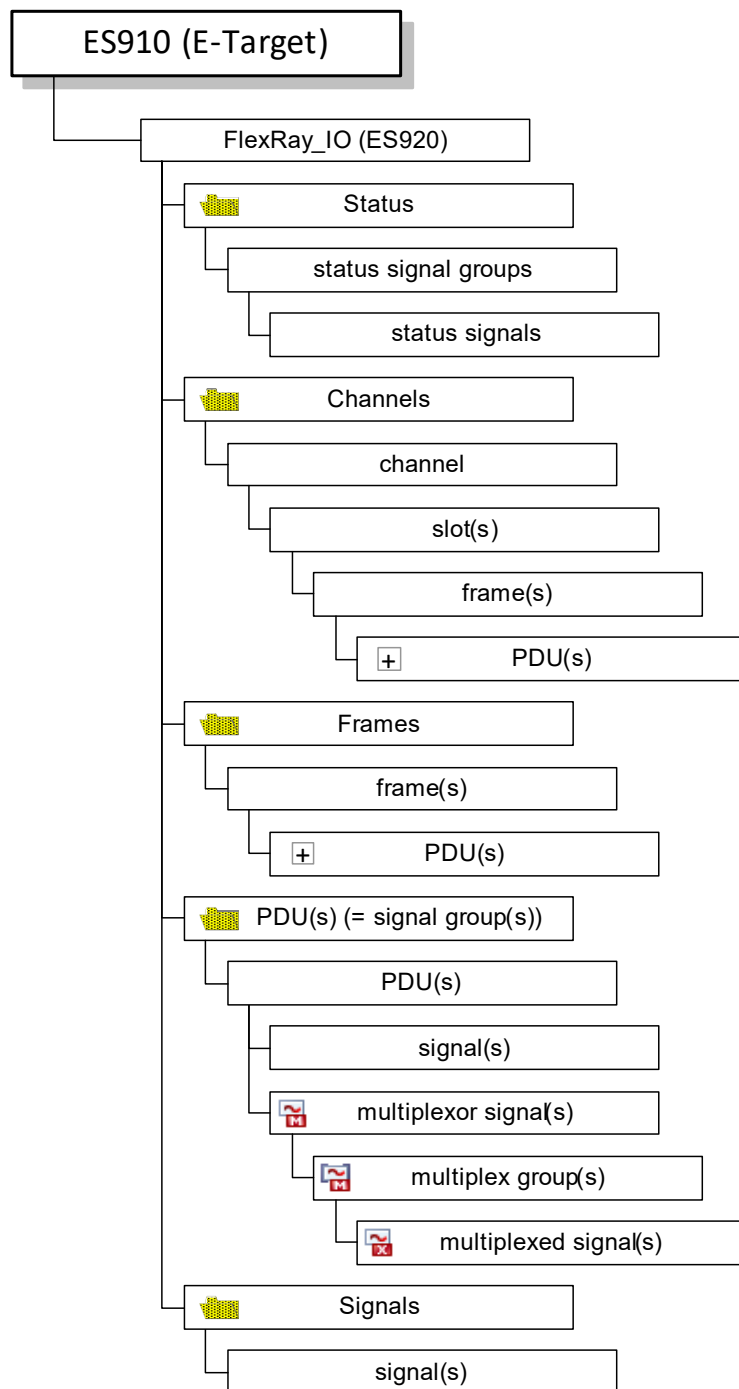 ES910 (E-Target)
FlexRay_IO (ES920)
Status
status signal groups
status signals
Channels
channel
slot(s)
frame(s)
+ PDU(s)
Frames
frame(s)
+ PDU(s)
PDU(s) (= signal group(s))
PDU(s)
signal(s)
M multiplexor signal(s)
M multiplex group(s)
X multiplexed signal(s)
Signals
signal(s)